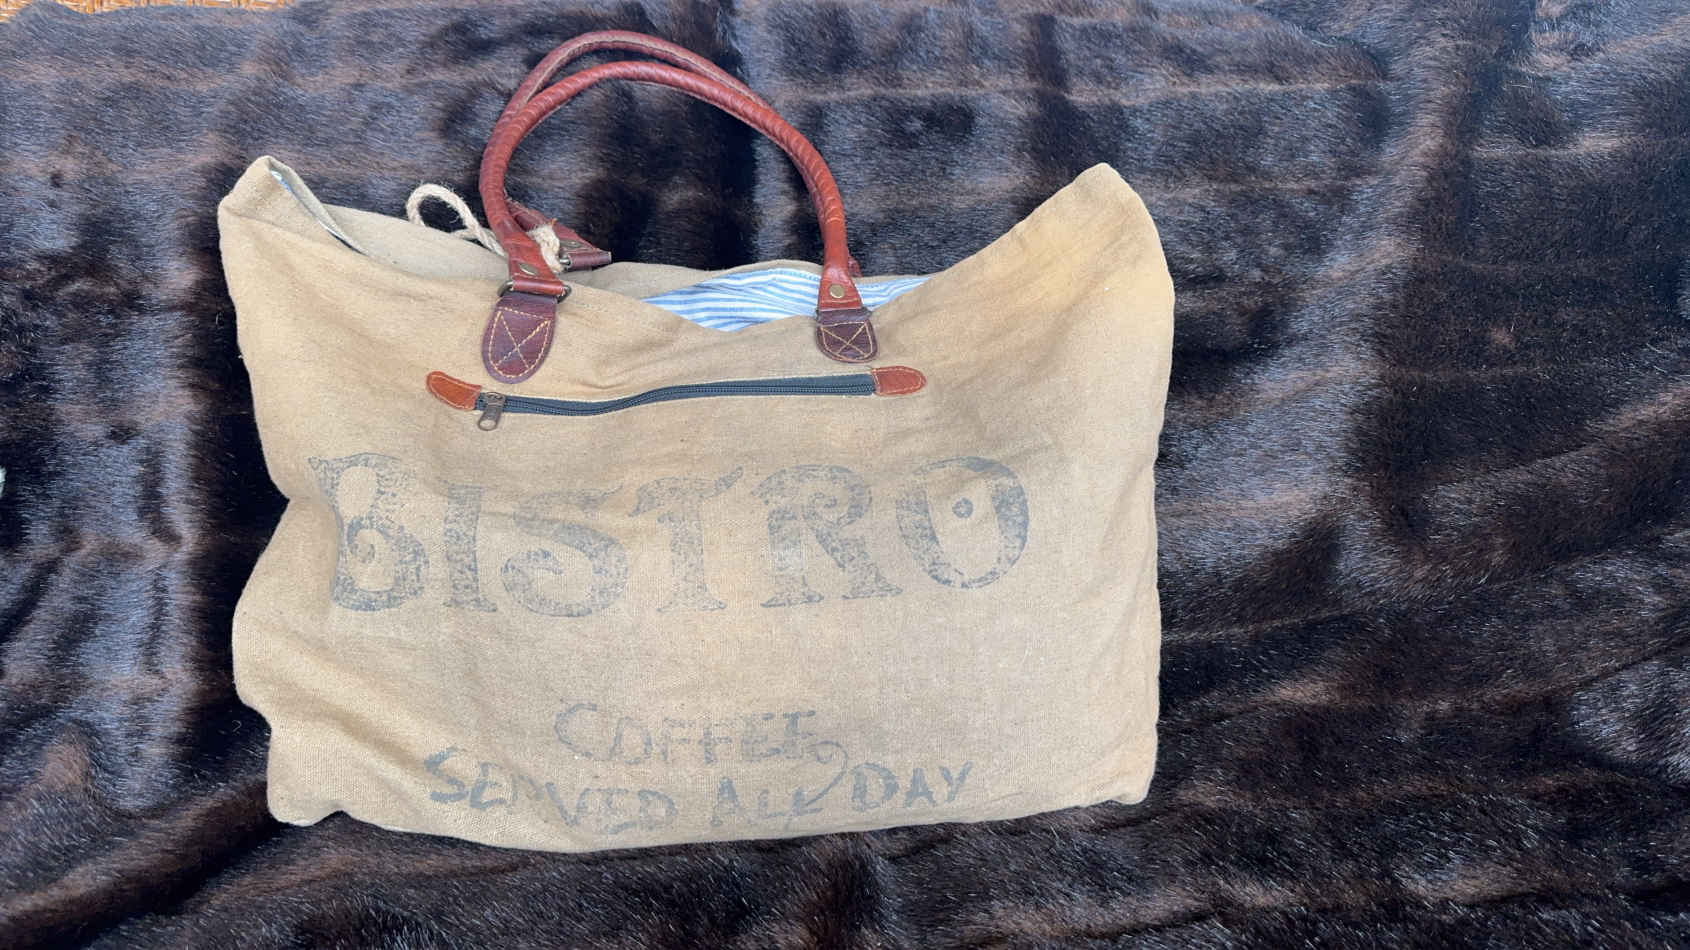 BISTRO
COFFEE
SERVED ALL DAY